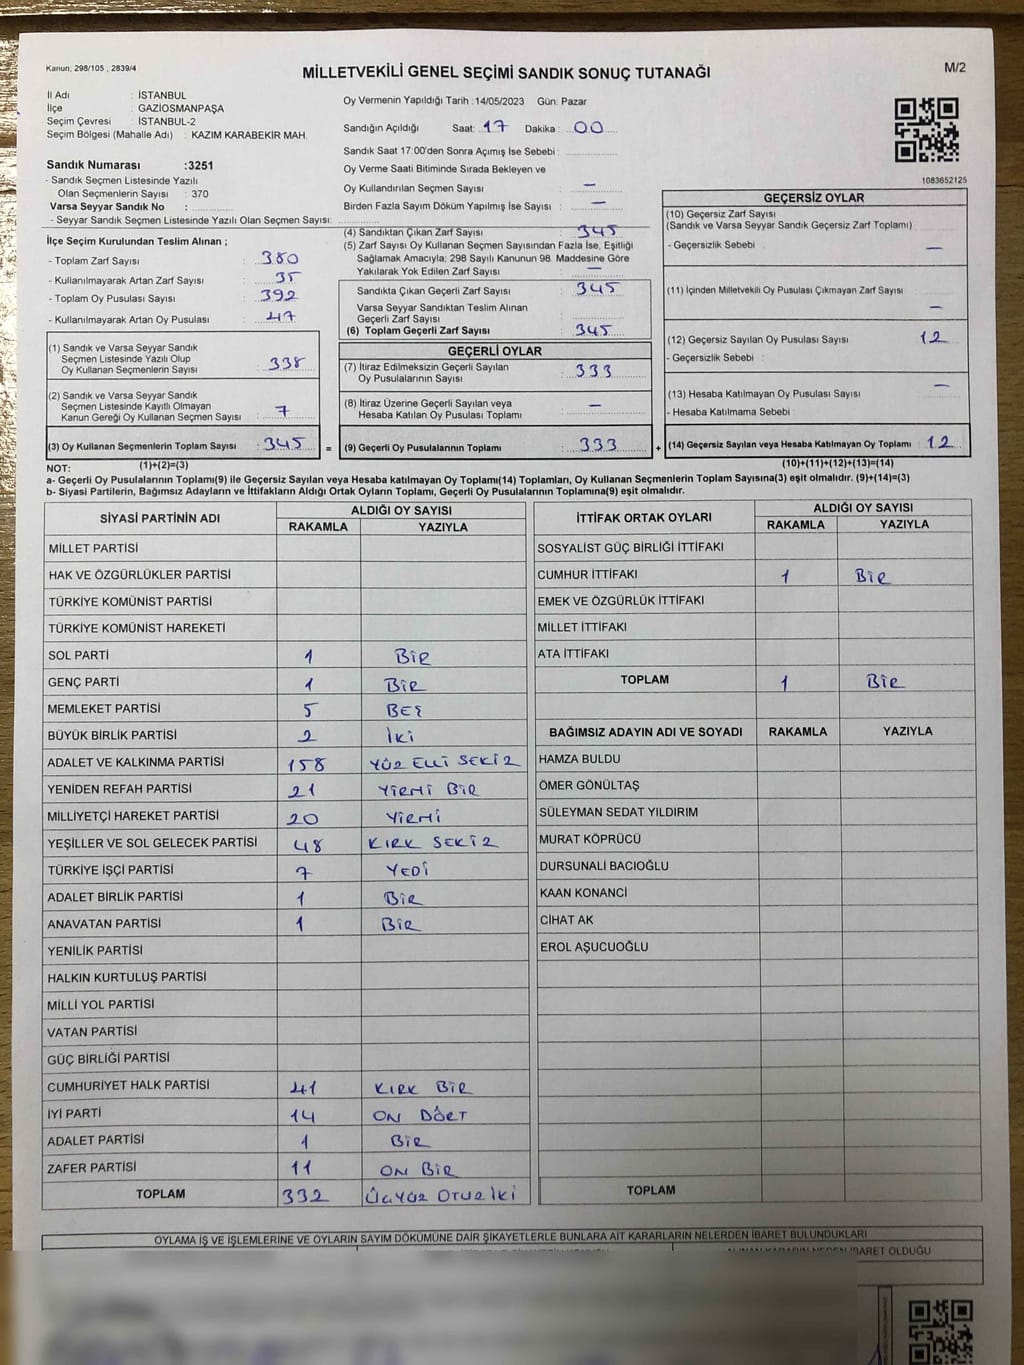 Kanun; 298/105 , 2839/4
MİLLETVEKİLİ GENEL SEÇİMİ SANDIK SONUÇ TUTANAĞI
M/2
İl Adı : İSTANBUL
İlçe : GAZİOSMANPAŞA
Seçim Çevresi : İSTANBUL-2
Seçim Bölgesi (Mahalle Adı) : KAZIM KARABEKİR MAH.
Sandık Numarası :3251
- Sandık Seçmen Listesinde Yazılı
Olan Seçmenlerin Sayısı : 370
Varsa Seyyar Sandık No :
- Seyyar Sandık Seçmen Listesinde Yazılı Olan Seçmen Sayısı:
Oy Vermenin Yapıldığı Tarih : 14/05/2023 Gün: Pazar
Sandığın Açıldığı Saat: 17 Dakika : 00
Sandık Saat 17:00'den Sonra Açımış İse Sebebi :
Oy Verme Saati Bitiminde Sırada Bekleyen ve
Oy Kullandırılan Seçmen Sayısı : —
Birden Fazla Sayım Döküm Yapılmış İse Sayısı : —
1083652125
İlçe Seçim Kurulundan Teslim Alınan ;
- Toplam Zarf Sayısı : 380
- Kullanılmayarak Artan Zarf Sayısı : 35
- Toplam Oy Pusulası Sayısı : 392
- Kullanılmayarak Artan Oy Pusulası : 47
(4) Sandıktan Çıkan Zarf Sayısı : 345
(5) Zarf Sayısı Oy Kullanan Seçmen Sayısından Fazla İse, Eşitliği
Sağlamak Amacıyla; 298 Sayılı Kanunun 98. Maddesine Göre
Yakılarak Yok Edilen Zarf Sayısı : —
Sandıkta Çıkan Geçerli Zarf Sayısı : 345
Varsa Seyyar Sandıktan Teslim Alınan
Geçerli Zarf Sayısı :
(6) Toplam Geçerli Zarf Sayısı : 345
GEÇERSİZ OYLAR
(10) Geçersiz Zarf Sayısı
(Sandık ve Varsa Seyyar Sandık Geçersiz Zarf Toplamı) :
- Geçersizlik Sebebi : —
(11) İçinden Milletvekili Oy Pusulası Çıkmayan Zarf Sayısı : —
(12) Geçersiz Sayılan Oy Pusulası Sayısı : 12
- Geçersizlik Sebebi :
(13) Hesaba Katılmayan Oy Pusulası Sayısı : —
- Hesaba Katılmama Sebebi :
(14) Geçersiz Sayılan veya Hesaba Katılmayan Oy Toplamı : 12
(10)+(11)+(12)+(13)=(14)
(1) Sandık ve Varsa Seyyar Sandık
Seçmen Listesinde Yazılı Olup
Oy Kullanan Seçmenlerin Sayısı : 338
(2) Sandık ve Varsa Seyyar Sandık
Seçmen Listesinde Kayıtlı Olmayan
Kanun Gereği Oy Kullanan Seçmen Sayısı : 7
(3) Oy Kullanan Seçmenlerin Toplam Sayısı : 345 =
(1)+(2)=(3)
GEÇERLİ OYLAR
(7) İtiraz Edilmeksizin Geçerli Sayılan
Oy Pusulalarının Sayısı : 333
(8) İtiraz Üzerine Geçerli Sayılan veya
Hesaba Katılan Oy Pusulası Toplamı : —
(9) Geçerli Oy Pusulalarının Toplamı : 333 +
NOT:
a- Geçerli Oy Pusulalarının Toplamı(9) ile Geçersiz Sayılan veya Hesaba katılmayan Oy Toplamı(14) Toplamları, Oy Kullanan Seçmenlerin Toplam Sayısına(3) eşit olmalıdır. (9)+(14)=(3)
b- Siyasi Partilerin, Bağımsız Adayların ve İttifakların Aldığı Ortak Oyların Toplamı, Geçerli Oy Pusulalarının Toplamına(9) eşit olmalıdır.
SİYASİ PARTİNİN ADI ALDIĞI OY SAYISI
RAKAMLA YAZIYLA
MİLLET PARTİSİ
HAK VE ÖZGÜRLÜKLER PARTİSİ
TÜRKİYE KOMÜNİST PARTİSİ
TÜRKİYE KOMÜNİST HAREKETİ
SOL PARTİ 1 BİR
GENÇ PARTİ 1 BİR
MEMLEKET PARTİSİ 5 BEŞ
BÜYÜK BİRLİK PARTİSİ 2 İKİ
ADALET VE KALKINMA PARTİSİ 158 YÜZ ELLİ SEKİZ
YENİDEN REFAH PARTİSİ 21 YİRMİ BİR
MİLLİYETÇİ HAREKET PARTİSİ 20 YİRMİ
YEŞİLLER VE SOL GELECEK PARTİSİ 48 KIRK SEKİZ
TÜRKİYE İŞÇİ PARTİSİ 7 YEDİ
ADALET BİRLİK PARTİSİ 1 BİR
ANAVATAN PARTİSİ 1 BİR
YENİLİK PARTİSİ
HALKIN KURTULUŞ PARTİSİ
MİLLİ YOL PARTİSİ
VATAN PARTİSİ
GÜÇ BİRLİĞİ PARTİSİ
CUMHURİYET HALK PARTİSİ 41 KIRK BİR
İYİ PARTİ 14 ON DÖRT
ADALET PARTİSİ 1 BİR
ZAFER PARTİSİ 11 ON BİR
TOPLAM 332 ÜÇYÜZ OTUZ İKİ
İTTİFAK ORTAK OYLARI ALDIĞI OY SAYISI
RAKAMLA YAZIYLA
SOSYALİST GÜÇ BİRLİĞİ İTTİFAKI
CUMHUR İTTİFAKI 1 BİR
EMEK VE ÖZGÜRLÜK İTTİFAKI
MİLLET İTTİFAKI
ATA İTTİFAKI
TOPLAM 1 BİR
BAĞIMSIZ ADAYIN ADI VE SOYADI RAKAMLA YAZIYLA
HAMZA BULDU
ÖMER GÖNÜLTAŞ
SÜLEYMAN SEDAT YILDIRIM
MURAT KÖPRÜCÜ
DURSUNALİ BACIOĞLU
KAAN KONANCİ
CİHAT AK
EROL AŞUCUOĞLU
TOPLAM
OYLAMA İŞ VE İŞLEMLERİNE VE OYLARIN SAYIM DÖKÜMÜNE DAİR ŞİKAYETLERLE BUNLARA AİT KARARLARIN NELERDEN İBARET BULUNDUKLARI
İBARET OLDUĞU